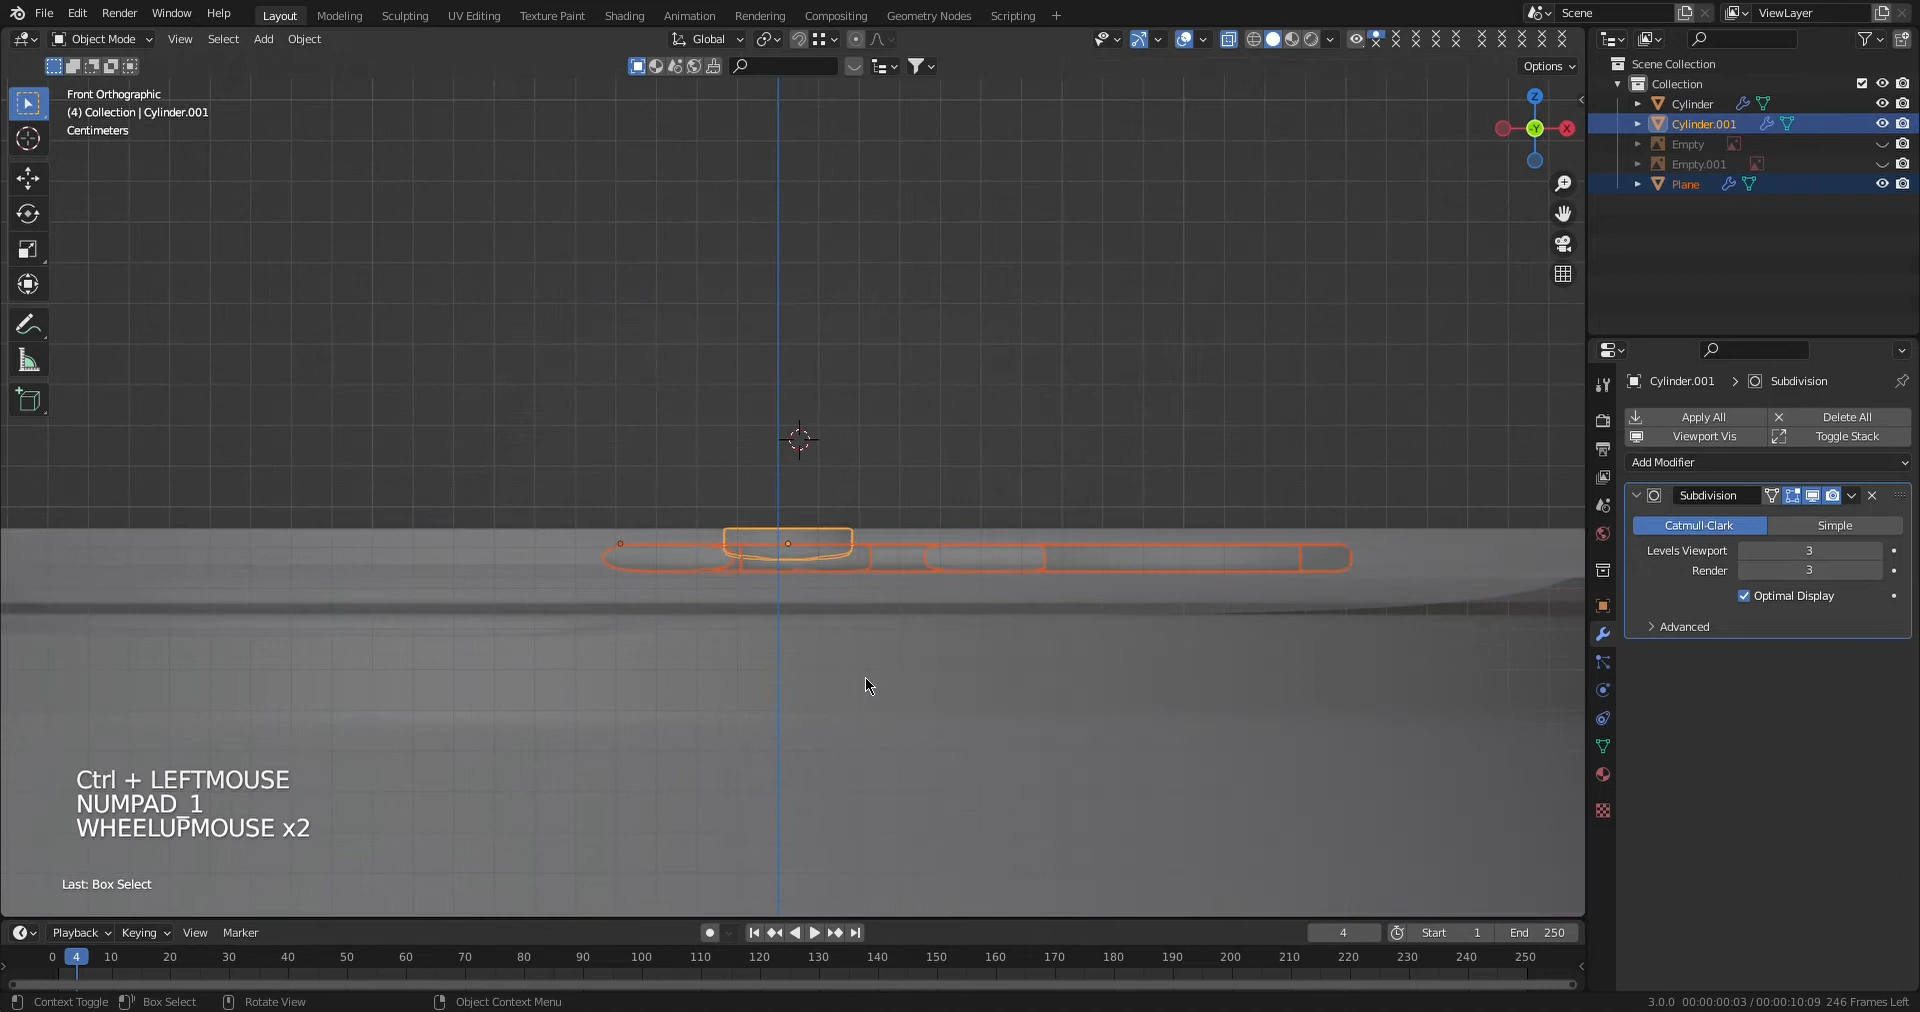 File Edit Render Window Help Layout Modeling Sculpting UV Editing Texture Paint Shading Animation Rendering Compositing Geometry Nodes Scripting + Scene ViewLayer
Object Mode View Select Add Object Global
Options
Front Orthographic
(4) Collection | Cylinder.001
Centimeters
Z
X
-Y
Scene Collection
Collection
Cylinder
Cylinder.001
Empty
Empty.001
Plane
Cylinder.001 Subdivision
Apply All Delete All
Viewport Vis Toggle Stack
Add Modifier
Subdivision
Catmull-Clark Simple
Levels Viewport 3
Render 3
Optimal Display
Advanced
Ctrl + LEFTMOUSE
NUMPAD_1
WHEELUPMOUSE x2
Last: Box Select
Playback Keying View Marker 4 Start 1 End 250
0 4 10 20 30 40 50 60 70 80 90 100 110 120 130 140 150 160 170 180 190 200 210 220 230 240 250
Context Toggle Box Select Rotate View Object Context Menu 3.0.0 00:00:00:03 / 00:00:10:09 246 Frames Left